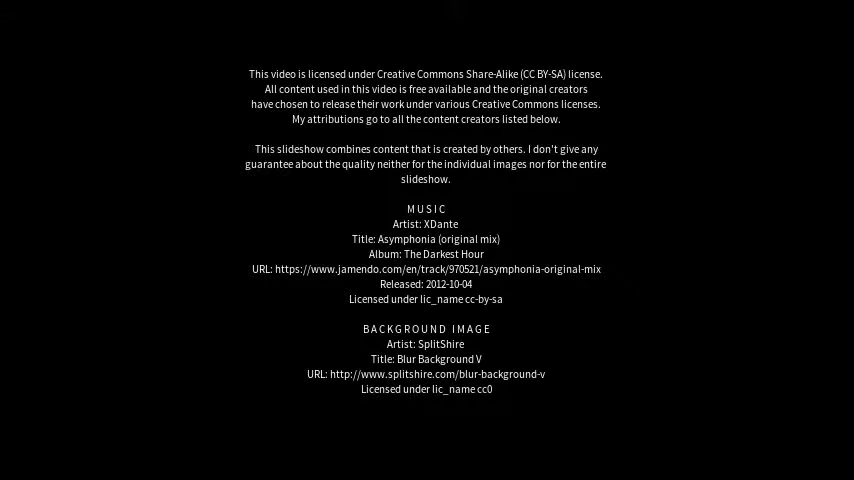 This video is licensed under Creative Commons Share-Alike (CC BY-SA) license.
All content used in this video is free available and the original creators
have chosen to release their work under various Creative Commons licenses.
My attributions go to all the content creators listed below.
This slideshow combines content that is created by others. I don't give any
guarantee about the quality neither for the individual images nor for the entire
slideshow.
MUSIC
Artist: XDante
Title: Asymphonia (original mix)
Album: The Darkest Hour
URL: https://www.jamendo.com/en/track/970521/asymphonia-original-mix
Released: 2012-10-04
Licensed under lic_name cc-by-sa
BACKGROUND IMAGE
Artist: SplitShire
Title: Blur Background V
URL: http://www.splitshire.com/blur-background-v
Licensed under lic_name cc0